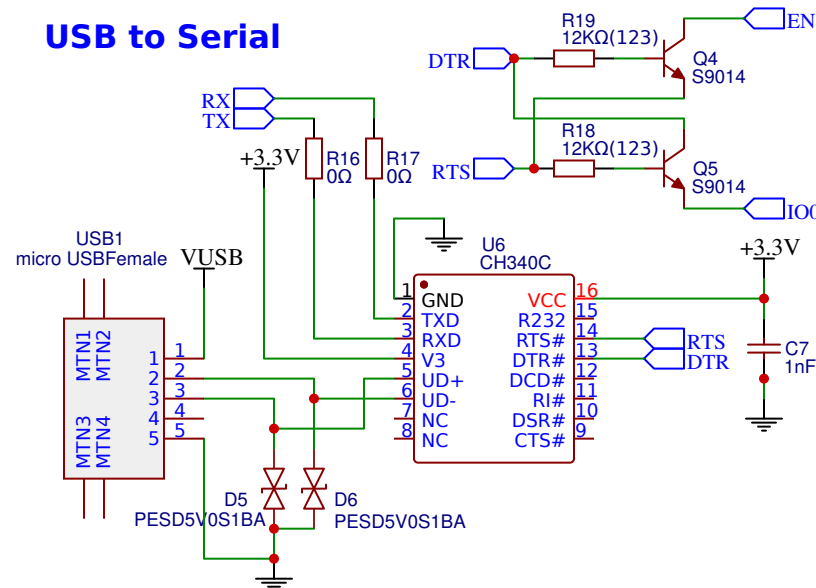 USB to Serial
R19
12KΩ(123)
EN
DTR
Q4
S9014
RX
TX
R18
12KΩ(123)
+3.3V
R16
0Ω
R17
0Ω
RTS
Q5
S9014
IO0
USB1
micro USBFemale
VUSB
U6
CH340C
+3.3V
1 GND VCC 16
2 TXD R232 15
3 RXD RTS# 14 RTS
4 V3 DTR# 13 DTR
5 UD+ DCD# 12
6 UD- RI# 11
7 NC DSR# 10
8 NC CTS# 9
C7
1nF
MTN1
MTN2
MTN3
MTN4
1 1
2 2
3 3
4 4
5 5
D5
PESD5V0S1BA
D6
PESD5V0S1BA